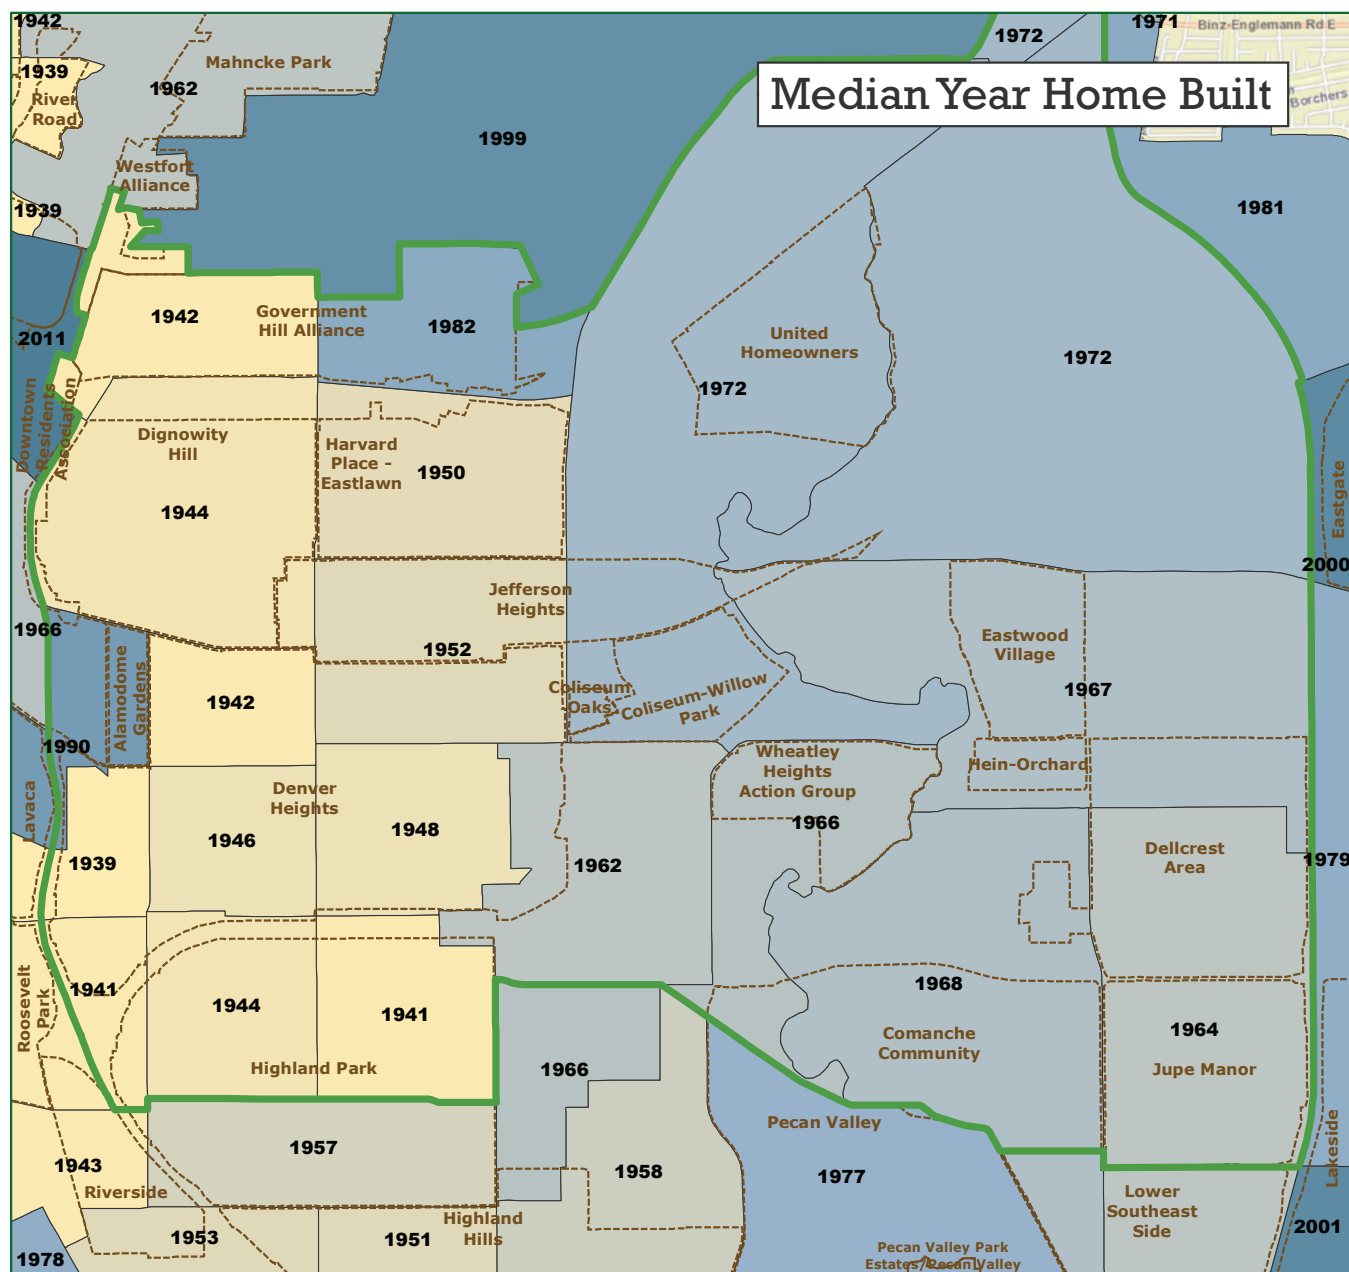 1942
1971
Binz-Englemann Rd E
1972
Mahncke Park
1939
1962
Median Year Home Built
River
Road
Borchers
1999
Westfort
Alliance
1939
1981
1942
Government
Hill Alliance
1982
2011
United
Homeowners
1972
1972
Downtown
Residents
Association
Dignowity
Hill
Harvard
Place -
Eastlawn
1950
1944
Eastgate
2000
Jefferson
Heights
1966
1952
Eastwood
Village
1967
Alamodome
Gardens
1942
Coliseum
Oaks
Coliseum-Willow
Park
1990
Wheatley
Heights
Action Group
Hein-Orchard
Lavaca
Denver
Heights
1966
1946
1948
1939
1962
Dellcrest
Area
1979
1941
Roosevelt
Park
1944
1941
1968
Comanche
Community
1964
Jupe Manor
Highland Park
1966
Pecan Valley
1957
1943
Riverside
1958
1977
Lakeside
Lower
Southeast
Side
2001
Highland
Hills
1953
1951
1978
Pecan Valley Park
Estates/Pecan Valley